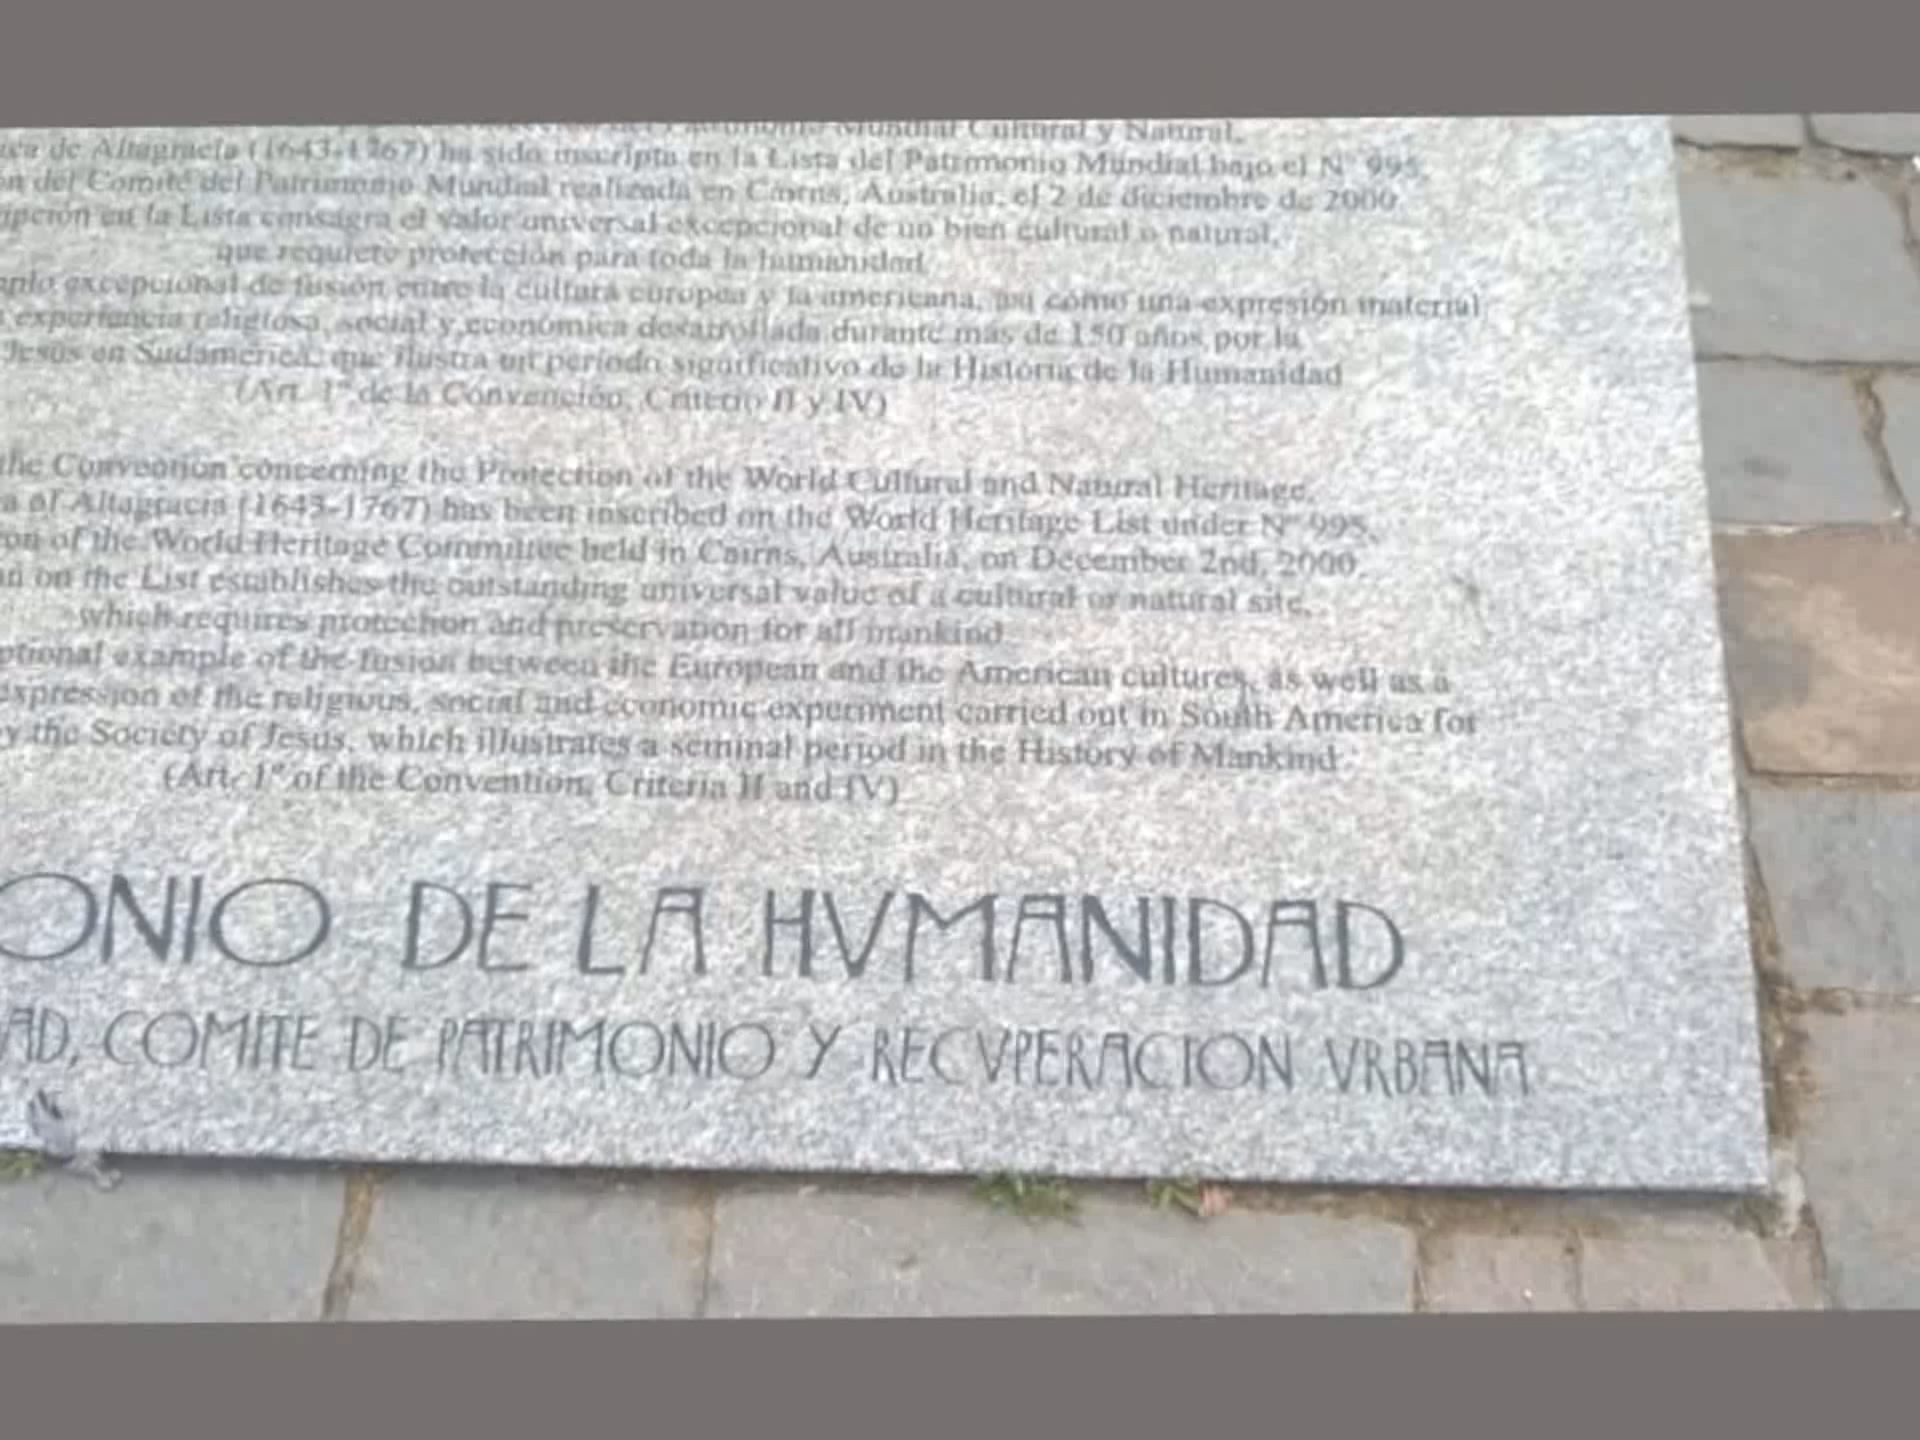 Mundial Cultural y Natural.
de Altagracia (1643-1767) ha sido inscripta en la Lista del Patrimonio Mundial bajo el N° 995,
del Comité del Patrimonio Mundial realizada en Cairns, Australia, el 2 de diciembre de 2000
en la Lista consagra el valor universal excepcional de un bien cultural o natural,
que requiere protección para toda la humanidad
excepcional de fusión entre la cultura europea y la americana, así como una expresión material
experiencia religiosa, social y económica desarrollada durante más de 150 años por la
Jesús en Sudamérica, que ilustra un período significativo de la Historia de la Humanidad
(Art. 1° de la Convención, Criterio II y IV)
the Convention concerning the Protection of the World Cultural and Natural Heritage,
of Altagracia (1643-1767) has been inscribed on the World Heritage List under N° 995,
of the World Heritage Committee held in Cairns, Australia, on December 2nd, 2000
on the List establishes the outstanding universal value of a cultural or natural site,
which requires protection and preservation for all mankind
example of the fusion between the European and the American cultures, as well as a
expression of the religious, social and economic experiment carried out in South America for
the Society of Jesus, which illustrates a seminal period in the History of Mankind
(Art. 1° of the Convention, Criteria II and IV)
ONIO DE LA HVMANIDAD
AD, COMITE DE PATRIMONIO Y RECVPERACION VRBANA